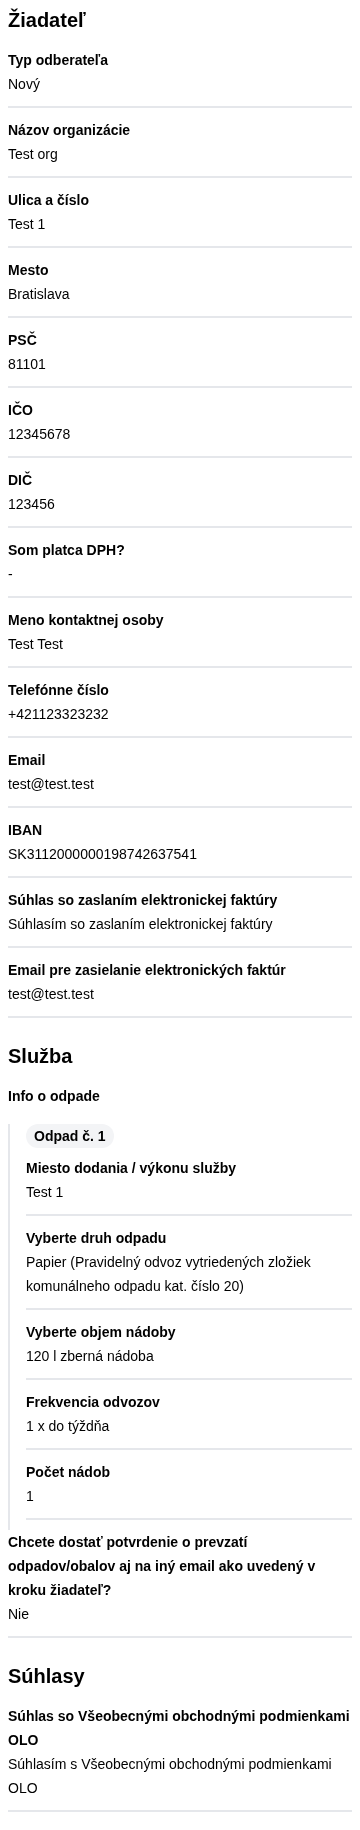 Žiadateľ
Typ odberateľa
Nový
Názov organizácie
Test org
Ulica a číslo
Test 1
Mesto
Bratislava
PSČ
81101
IČO
12345678
DIČ
123456
Som platca DPH?
-
Meno kontaktnej osoby
Test Test
Telefónne číslo
+421123323232
Email
test@test.test
IBAN
SK3112000000198742637541
Súhlas so zaslaním elektronickej faktúry
Súhlasím so zaslaním elektronickej faktúry
Email pre zasielanie elektronických faktúr
test@test.test
Služba
Info o odpade
Odpad č. 1
Miesto dodania / výkonu služby
Test 1
Vyberte druh odpadu
Papier (Pravidelný odvoz vytriedených zložiek
komunálneho odpadu kat. číslo 20)
Vyberte objem nádoby
120 l zberná nádoba
Frekvencia odvozov
1 x do týždňa
Počet nádob
1
Chcete dostať potvrdenie o prevzatí
odpadov/obalov aj na iný email ako uvedený v
kroku žiadateľ?
Nie
Súhlasy
Súhlas so Všeobecnými obchodnými podmienkami
OLO
Súhlasím s Všeobecnými obchodnými podmienkami
OLO